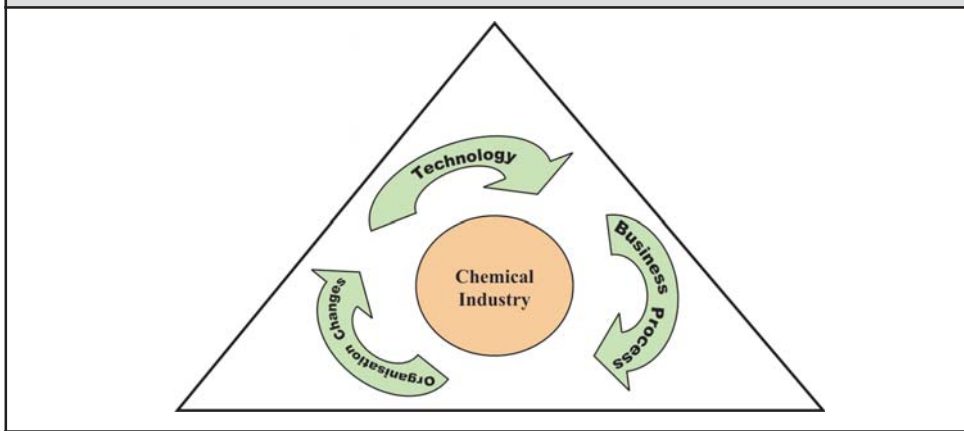 Technology
Business Process
Chemical
Industry
Organisation Changes